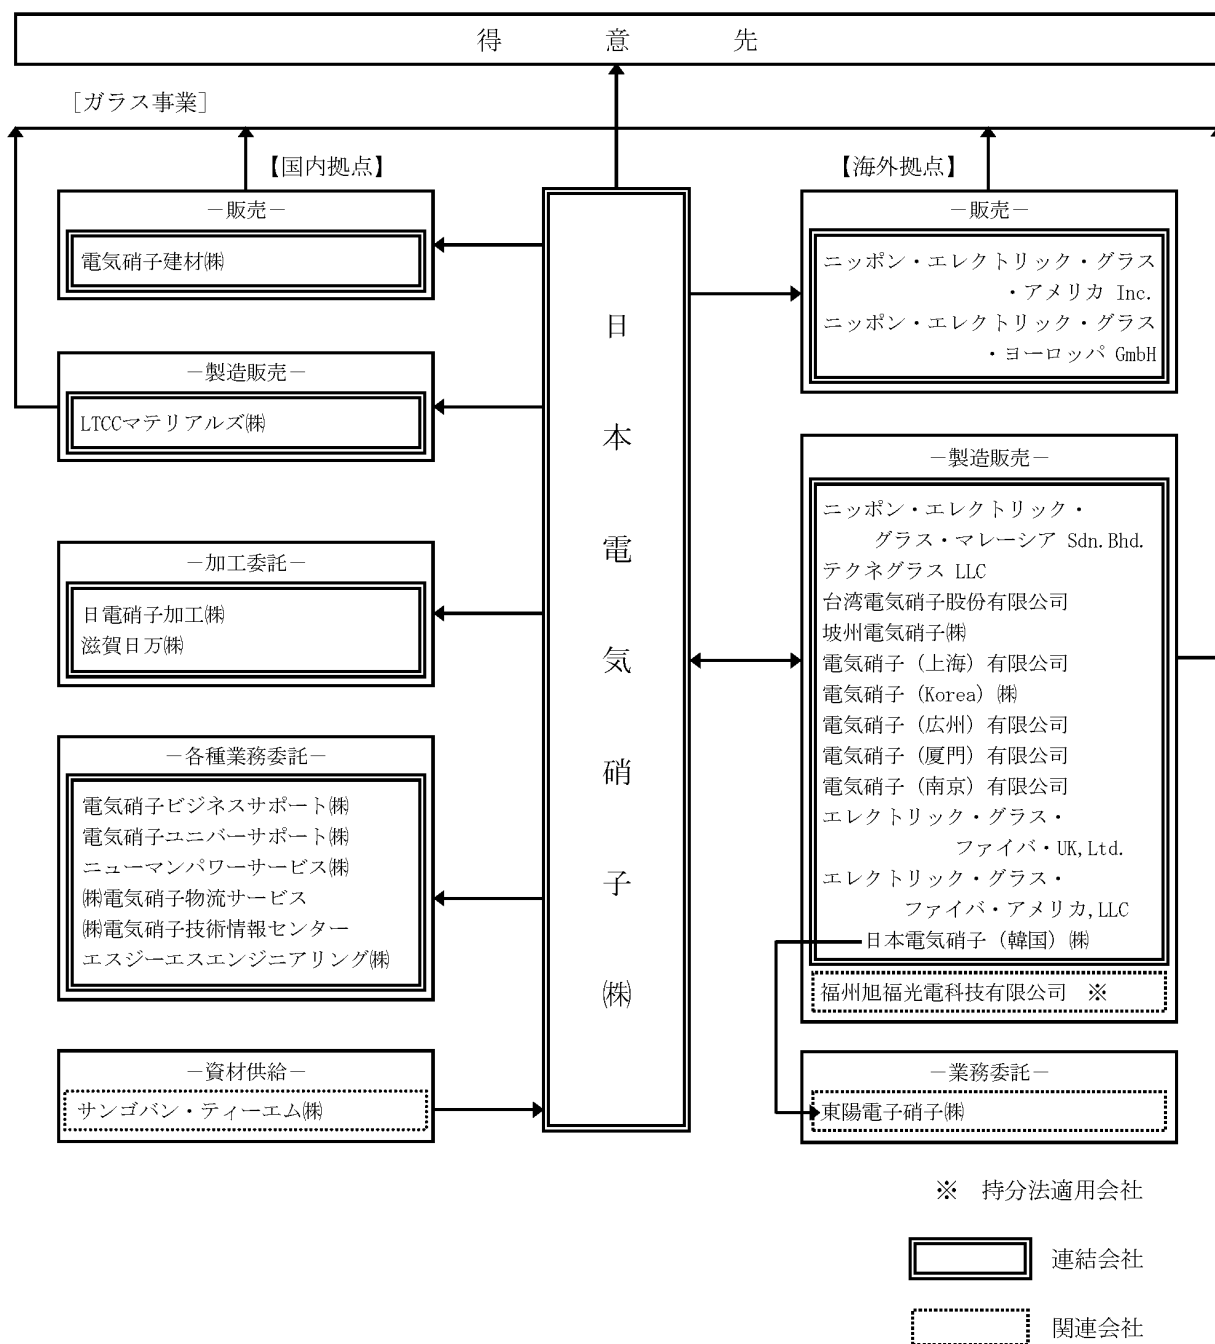 得意先
［ガラス事業］
【国内拠点】
－販売－
電気硝子建材㈱
－製造販売－
LTCCマテリアルズ㈱
－加工委託－
日電硝子加工㈱
滋賀日万㈱
－各種業務委託－
電気硝子ビジネスサポート㈱
電気硝子ユニバーサポート㈱
ニューマンパワーサービス㈱
㈱電気硝子物流サービス
㈱電気硝子技術情報センター
エスジーエスエンジニアリング㈱
－資材供給－
サンゴバン・ティーエム㈱
日本電気硝子㈱
【海外拠点】
－販売－
ニッポン・エレクトリック・グラス
・アメリカ Inc.
ニッポン・エレクトリック・グラス
・ヨーロッパ GmbH
－製造販売－
ニッポン・エレクトリック・
グラス・マレーシア Sdn.Bhd.
テクネグラス LLC
台湾電気硝子股份有限公司
坡州電気硝子㈱
電気硝子（上海）有限公司
電気硝子（Korea）㈱
電気硝子（広州）有限公司
電気硝子（厦門）有限公司
電気硝子（南京）有限公司
エレクトリック・グラス・
ファイバ・UK,Ltd.
エレクトリック・グラス・
ファイバ・アメリカ,LLC
日本電気硝子（韓国）㈱
福州旭福光電科技有限公司　※
－業務委託－
東陽電子硝子㈱
※　持分法適用会社
連結会社
関連会社